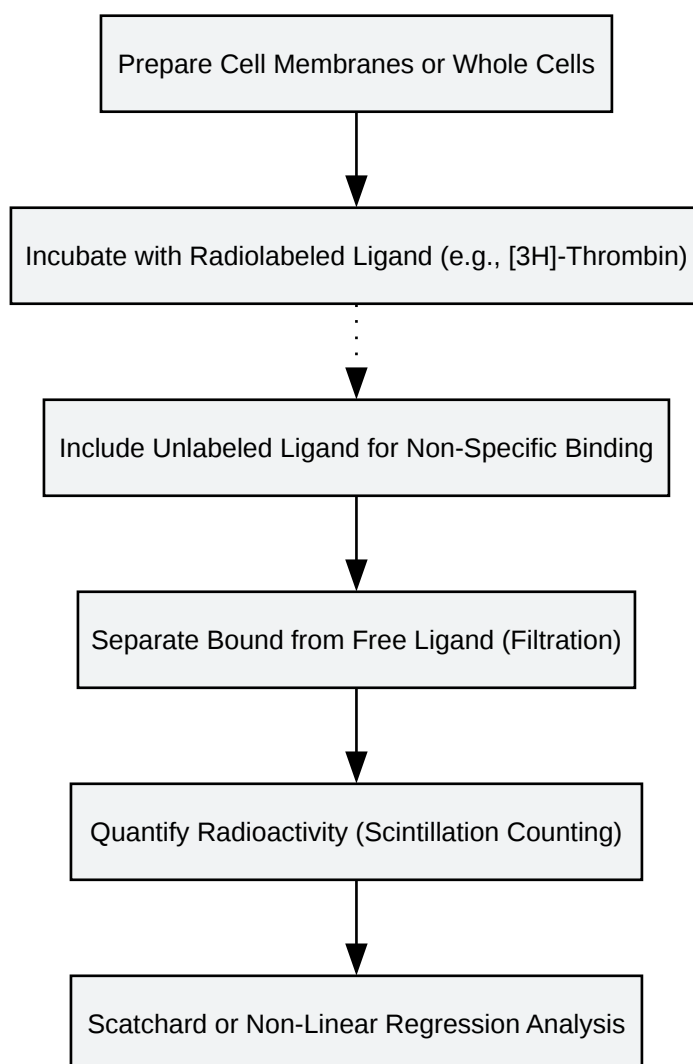 Prepare Cell Membranes or Whole Cells
Incubate with Radiolabeled Ligand (e.g., [3H]-Thrombin)
Include Unlabeled Ligand for Non-Specific Binding
Separate Bound from Free Ligand (Filtration)
Quantify Radioactivity (Scintillation Counting)
Scatchard or Non-Linear Regression Analysis